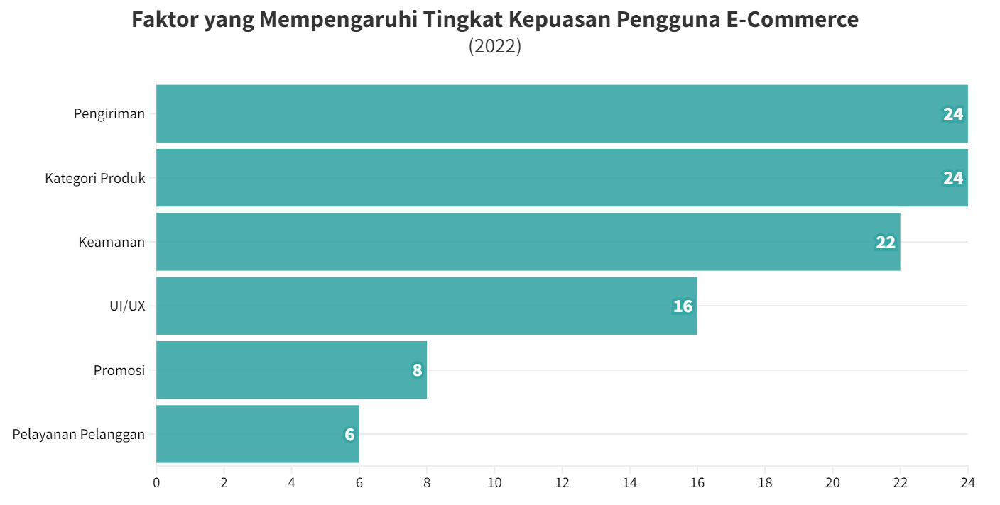 Faktor yang Mempengaruhi Tingkat Kepuasan Pengguna E-Commerce
(2022)
Pengiriman 24
Kategori Produk 24
Keamanan 22
UI/UX 16
Promosi 8
Pelayanan Pelanggan 6
0 2 4 6 8 10 12 14 16 18 20 22 24